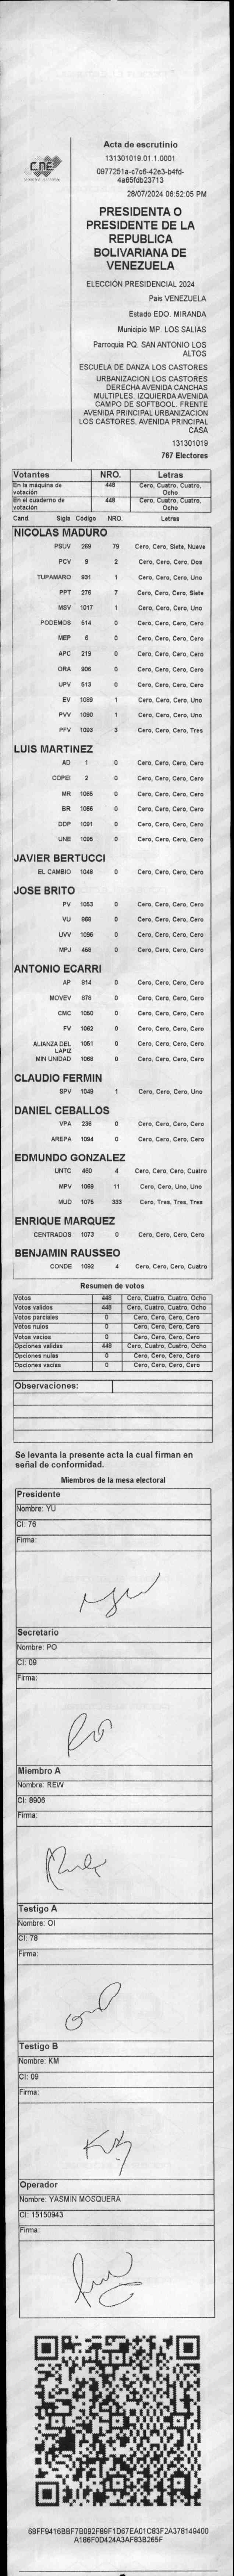 CNE
Acta de escrutinio
131301019.01.1.0001
0977251a-c7c6-42e3-b4fd-
4a65fdb23713
28/07/2024 06:52:05 PM
PRESIDENTA O
PRESIDENTE DE LA
REPUBLICA
BOLIVARIANA DE
VENEZUELA
ELECCIÓN PRESIDENCIAL 2024
Pais VENEZUELA
Estado EDO. MIRANDA
Municipio MP. LOS SALIAS
Parroquia PQ. SAN ANTONIO LOS
ALTOS
ESCUELA DE DANZA LOS CASTORES
URBANIZACION LOS CASTORES
DERECHA AVENIDA CANCHAS
MULTIPLES. IZQUIERDA AVENIDA
CAMPO DE SOFTBOOL. FRENTE
AVENIDA PRINCIPAL URBANIZACION
LOS CASTORES, AVENIDA PRINCIPAL
CASA
131301019
767 Electores
Votantes NRO. Letras
En la máquina de votación 448 Cero, Cuatro, Cuatro, Ocho
En el cuaderno de votación 448 Cero, Cuatro, Cuatro, Ocho
Cand. Sigla Código NRO. Letras
NICOLAS MADURO
PSUV 269 79 Cero, Cero, Siete, Nueve
PCV 9 2 Cero, Cero, Cero, Dos
TUPAMARO 931 1 Cero, Cero, Cero, Uno
PPT 276 7 Cero, Cero, Cero, Siete
MSV 1017 1 Cero, Cero, Cero, Uno
PODEMOS 514 0 Cero, Cero, Cero, Cero
MEP 6 0 Cero, Cero, Cero, Cero
APC 219 0 Cero, Cero, Cero, Cero
ORA 906 0 Cero, Cero, Cero, Cero
UPV 513 0 Cero, Cero, Cero, Cero
EV 1089 1 Cero, Cero, Cero, Uno
PVV 1090 1 Cero, Cero, Cero, Uno
PFV 1093 3 Cero, Cero, Cero, Tres
LUIS MARTINEZ
AD 1 0 Cero, Cero, Cero, Cero
COPEI 2 0 Cero, Cero, Cero, Cero
MR 1065 0 Cero, Cero, Cero, Cero
BR 1066 0 Cero, Cero, Cero, Cero
DDP 1091 0 Cero, Cero, Cero, Cero
UNE 1095 0 Cero, Cero, Cero, Cero
JAVIER BERTUCCI
EL CAMBIO 1048 0 Cero, Cero, Cero, Cero
JOSE BRITO
PV 1053 0 Cero, Cero, Cero, Cero
VU 868 0 Cero, Cero, Cero, Cero
UVV 1096 0 Cero, Cero, Cero, Cero
MPJ 458 0 Cero, Cero, Cero, Cero
ANTONIO ECARRI
AP 814 0 Cero, Cero, Cero, Cero
MOVEV 878 0 Cero, Cero, Cero, Cero
CMC 1050 0 Cero, Cero, Cero, Cero
FV 1062 0 Cero, Cero, Cero, Cero
ALIANZA DEL LAPIZ 1051 0 Cero, Cero, Cero, Cero
MIN UNIDAD 1068 0 Cero, Cero, Cero, Cero
CLAUDIO FERMIN
SPV 1049 1 Cero, Cero, Cero, Uno
DANIEL CEBALLOS
VPA 236 0 Cero, Cero, Cero, Cero
AREPA 1094 0 Cero, Cero, Cero, Cero
EDMUNDO GONZALEZ
UNTC 460 4 Cero, Cero, Cero, Cuatro
MPV 1069 11 Cero, Cero, Uno, Uno
MUD 1075 333 Cero, Tres, Tres, Tres
ENRIQUE MARQUEZ
CENTRADOS 1073 0 Cero, Cero, Cero, Cero
BENJAMIN RAUSSEO
CONDE 1092 4 Cero, Cero, Cero, Cuatro
Resumen de votos
Votos 448 Cero, Cuatro, Cuatro, Ocho
Votos validos 448 Cero, Cuatro, Cuatro, Ocho
Votos parciales 0 Cero, Cero, Cero, Cero
Votos nulos 0 Cero, Cero, Cero, Cero
Votos vacios 0 Cero, Cero, Cero, Cero
Opciones validas 448 Cero, Cuatro, Cuatro, Ocho
Opciones nulas 0 Cero, Cero, Cero, Cero
Opciones vacias 0 Cero, Cero, Cero, Cero
Observaciones:
Se levanta la presente acta la cual firman en
señal de conformidad.
Miembros de la mesa electoral
Presidente
Nombre: YU
CI: 76
Firma:
Secretario
Nombre: PO
CI: 09
Firma:
Miembro A
Nombre: REW
CI: 8906
Firma:
Testigo A
Nombre: OI
CI: 78
Firma:
Testigo B
Nombre: KM
CI: 09
Firma:
Operador
Nombre: YASMIN MOSQUERA
CI: 15150943
Firma:
68FF9416BBF7B092F89F1D67EA01C83F2A378149400
A186F0D424A3AF83B265F